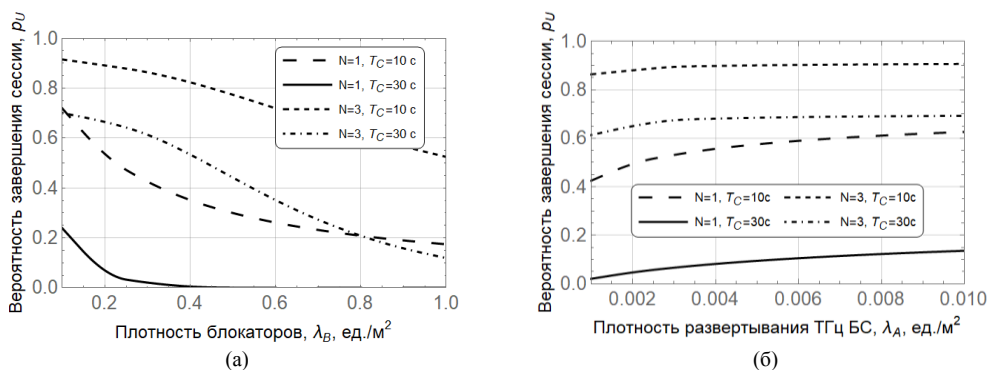 Вероятность завершения сессии, pU
1.0
0.8
0.6
0.4
0.2
0.0
N=1, TC=10 с
N=1, TC=30 с
N=3, TC=10 с
N=3, TC=30 с
0.2
0.4
0.6
0.8
1.0
Плотность блокаторов, λB, ед./м²
(а)
Вероятность завершения сессии, pU
1.0
0.8
0.6
0.4
0.2
0.0
N=1, TC=10с
N=3, TC=10с
N=1, TC=30с
N=3, TC=30с
0.002
0.004
0.006
0.008
0.010
Плотность развертывания ТГц БС, λA, ед./м²
(б)